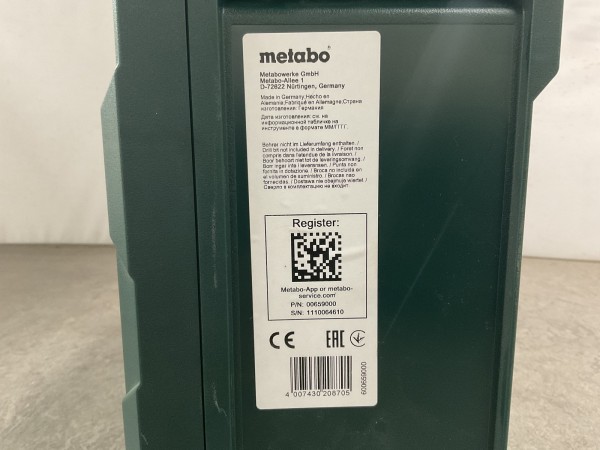 metabo
Metabowerke GmbH
Metabo-Allee 1
D-72622 Nürtingen, Germany
Made in Germany,Hecho en
Alemania,Fabriqué en Allemagne,Страна
изготовления: Германия
Дата изготовления: см. на
информационной табличке на
инструменте в формате ММ/ГГГГ.
Bohrer nicht im Lieferumfang enthalten. /
Drill bit not included in delivery. / Foret non
compris dans l'étendue de la livraison. /
Boor behoort niet tot de leveringsomvang. /
Borr ingår inte i leveransen. / Punta non
fornita in dotazione. / Broca no incluida en
el volumen de suministro. / Broca não
fornecidas. / Dostawa nie obejmuje wierteł. /
Сверло в комплектацию не входит.
Register:
Metabo-App or metabo-
service.com
P/N: 00659000
S/N: 1110064610
CE EAC
4 007430 208705
600659000